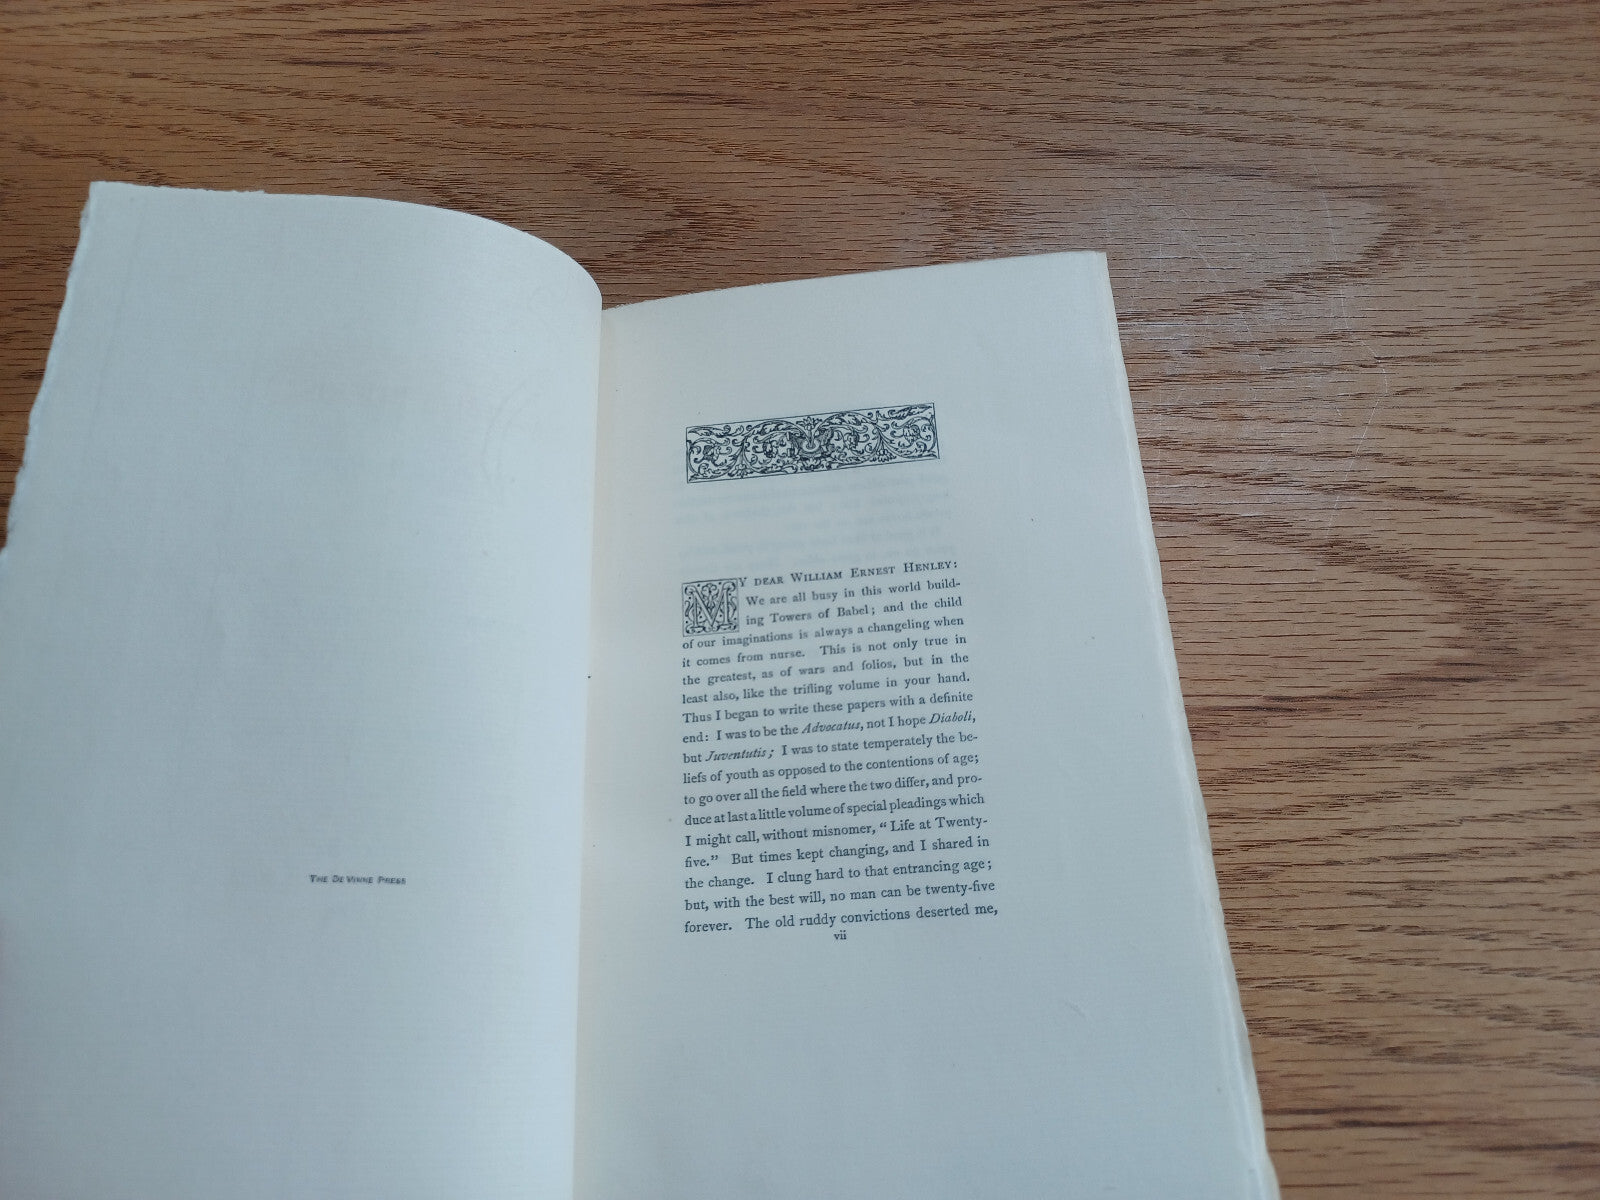 THE DE VINNE PRESS
MY DEAR WILLIAM ERNEST HENLEY:
We are all busy in this world build-
ing Towers of Babel; and the child
of our imaginations is always a changeling when
it comes from nurse. This is not only true in
the greatest, as of wars and folios, but in the
least also, like the trifling volume in your hand.
Thus I began to write these papers with a definite
end: I was to be the Advocatus, not I hope Diaboli,
but Juventutis; I was to state temperately the be-
liefs of youth as opposed to the contentions of age;
to go over all the field where the two differ, and pro-
duce at last a little volume of special pleadings which
I might call, without misnomer, "Life at Twenty-
five." But times kept changing, and I shared in
the change. I clung hard to that entrancing age;
but, with the best will, no man can be twenty-five
forever. The old ruddy convictions deserted me,
vii